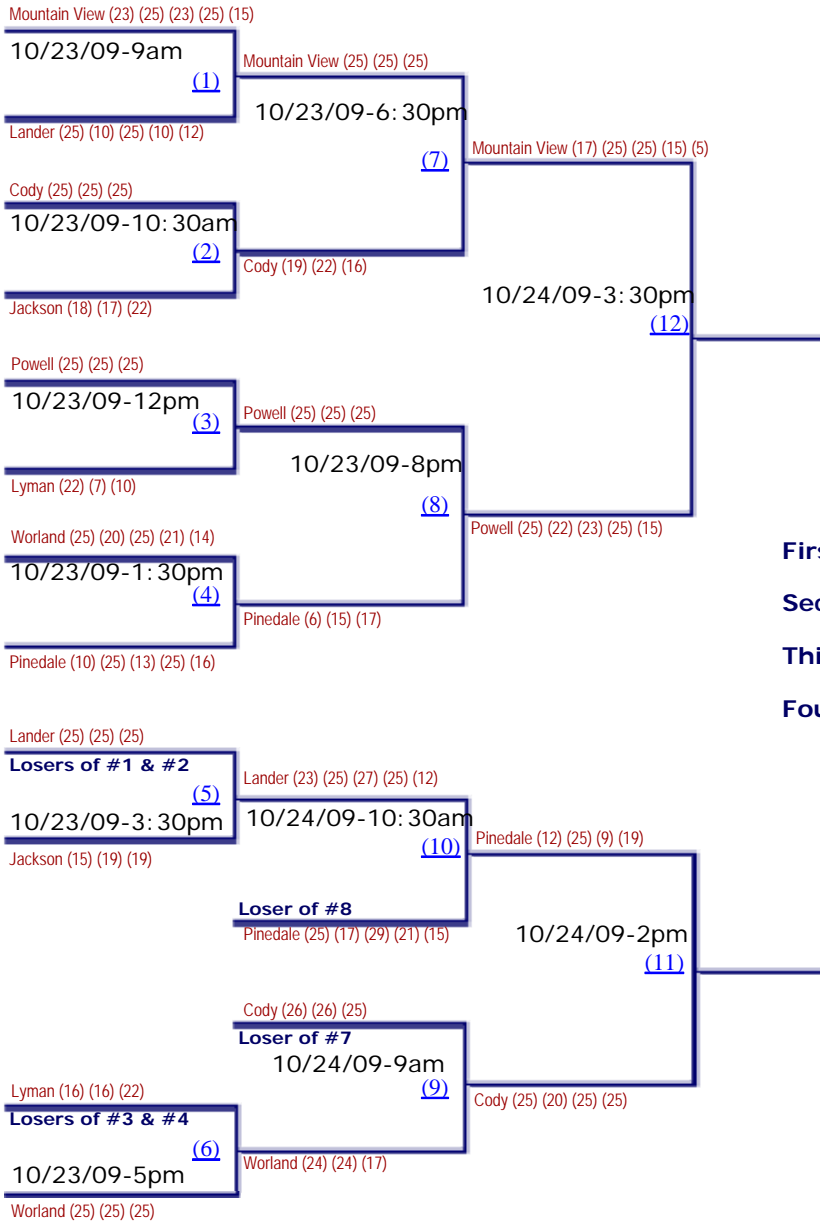 Mountain View (23) (25) (23) (25) (15)
10/23/09-9am
(1)
Lander (25) (10) (25) (10) (12)
Mountain View (25) (25) (25)
10/23/09-6:30pm
(7)
Cody (25) (25) (25)
10/23/09-10:30am
(2)
Jackson (18) (17) (22)
Cody (19) (22) (16)
Mountain View (17) (25) (25) (15) (5)
10/24/09-3:30pm
(12)
Powell (25) (25) (25)
10/23/09-12pm
(3)
Lyman (22) (7) (10)
Powell (25) (25) (25)
10/23/09-8pm
(8)
Worland (25) (20) (25) (21) (14)
10/23/09-1:30pm
(4)
Pinedale (10) (25) (13) (25) (16)
Pinedale (6) (15) (17)
Powell (25) (22) (23) (25) (15)
Firs
Sec
Thi
Fou
Lander (25) (25) (25)
Losers of #1 & #2
(5)
10/23/09-3:30pm
Jackson (15) (19) (19)
Lander (23) (25) (27) (25) (12)
10/24/09-10:30am
(10)
Loser of #8
Pinedale (25) (17) (29) (21) (15)
Pinedale (12) (25) (9) (19)
10/24/09-2pm
(11)
Cody (26) (26) (25)
Loser of #7
10/24/09-9am
(9)
Cody (25) (20) (25) (25)
Lyman (16) (16) (22)
Losers of #3 & #4
(6)
10/23/09-5pm
Worland (25) (25) (25)
Worland (24) (24) (17)